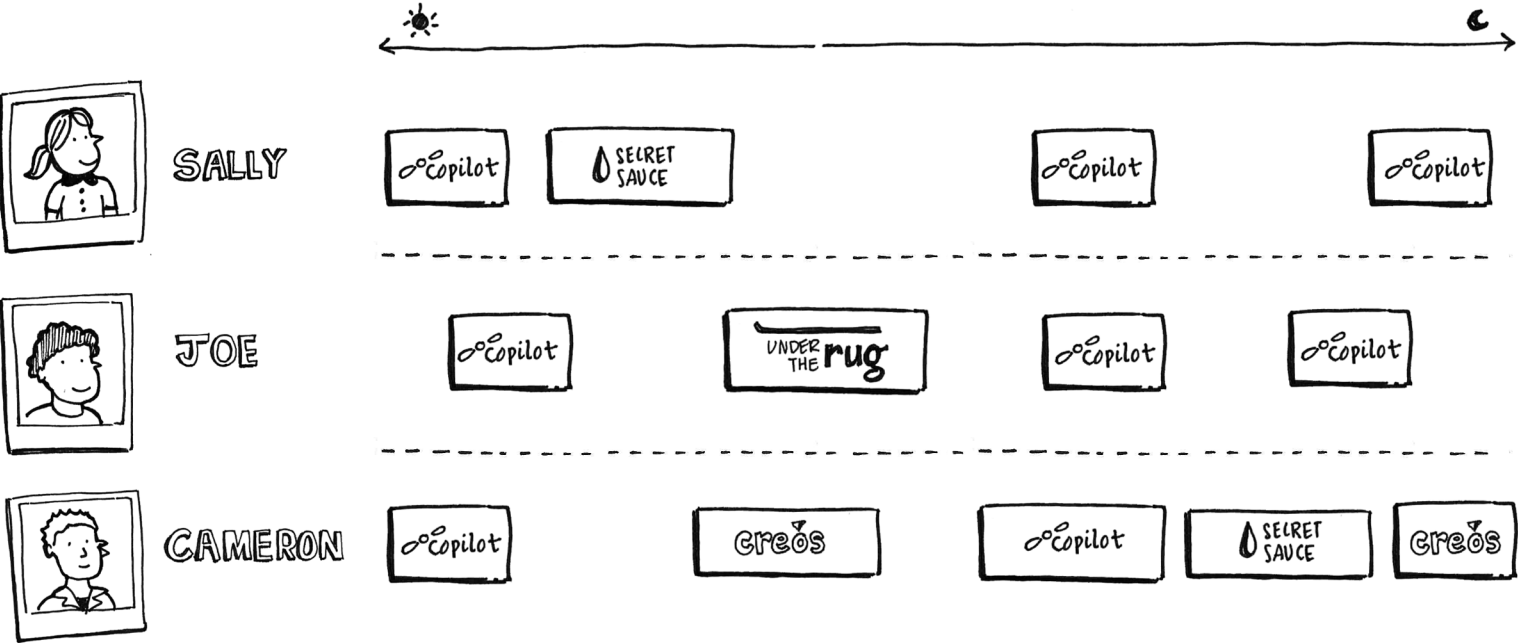 SALLY
copilot
SECRET
SAUCE
copilot
copilot
JOE
copilot
UNDER
THE rug
copilot
copilot
CAMERON
copilot
creos
copilot
SECRET
SAUCE
creos